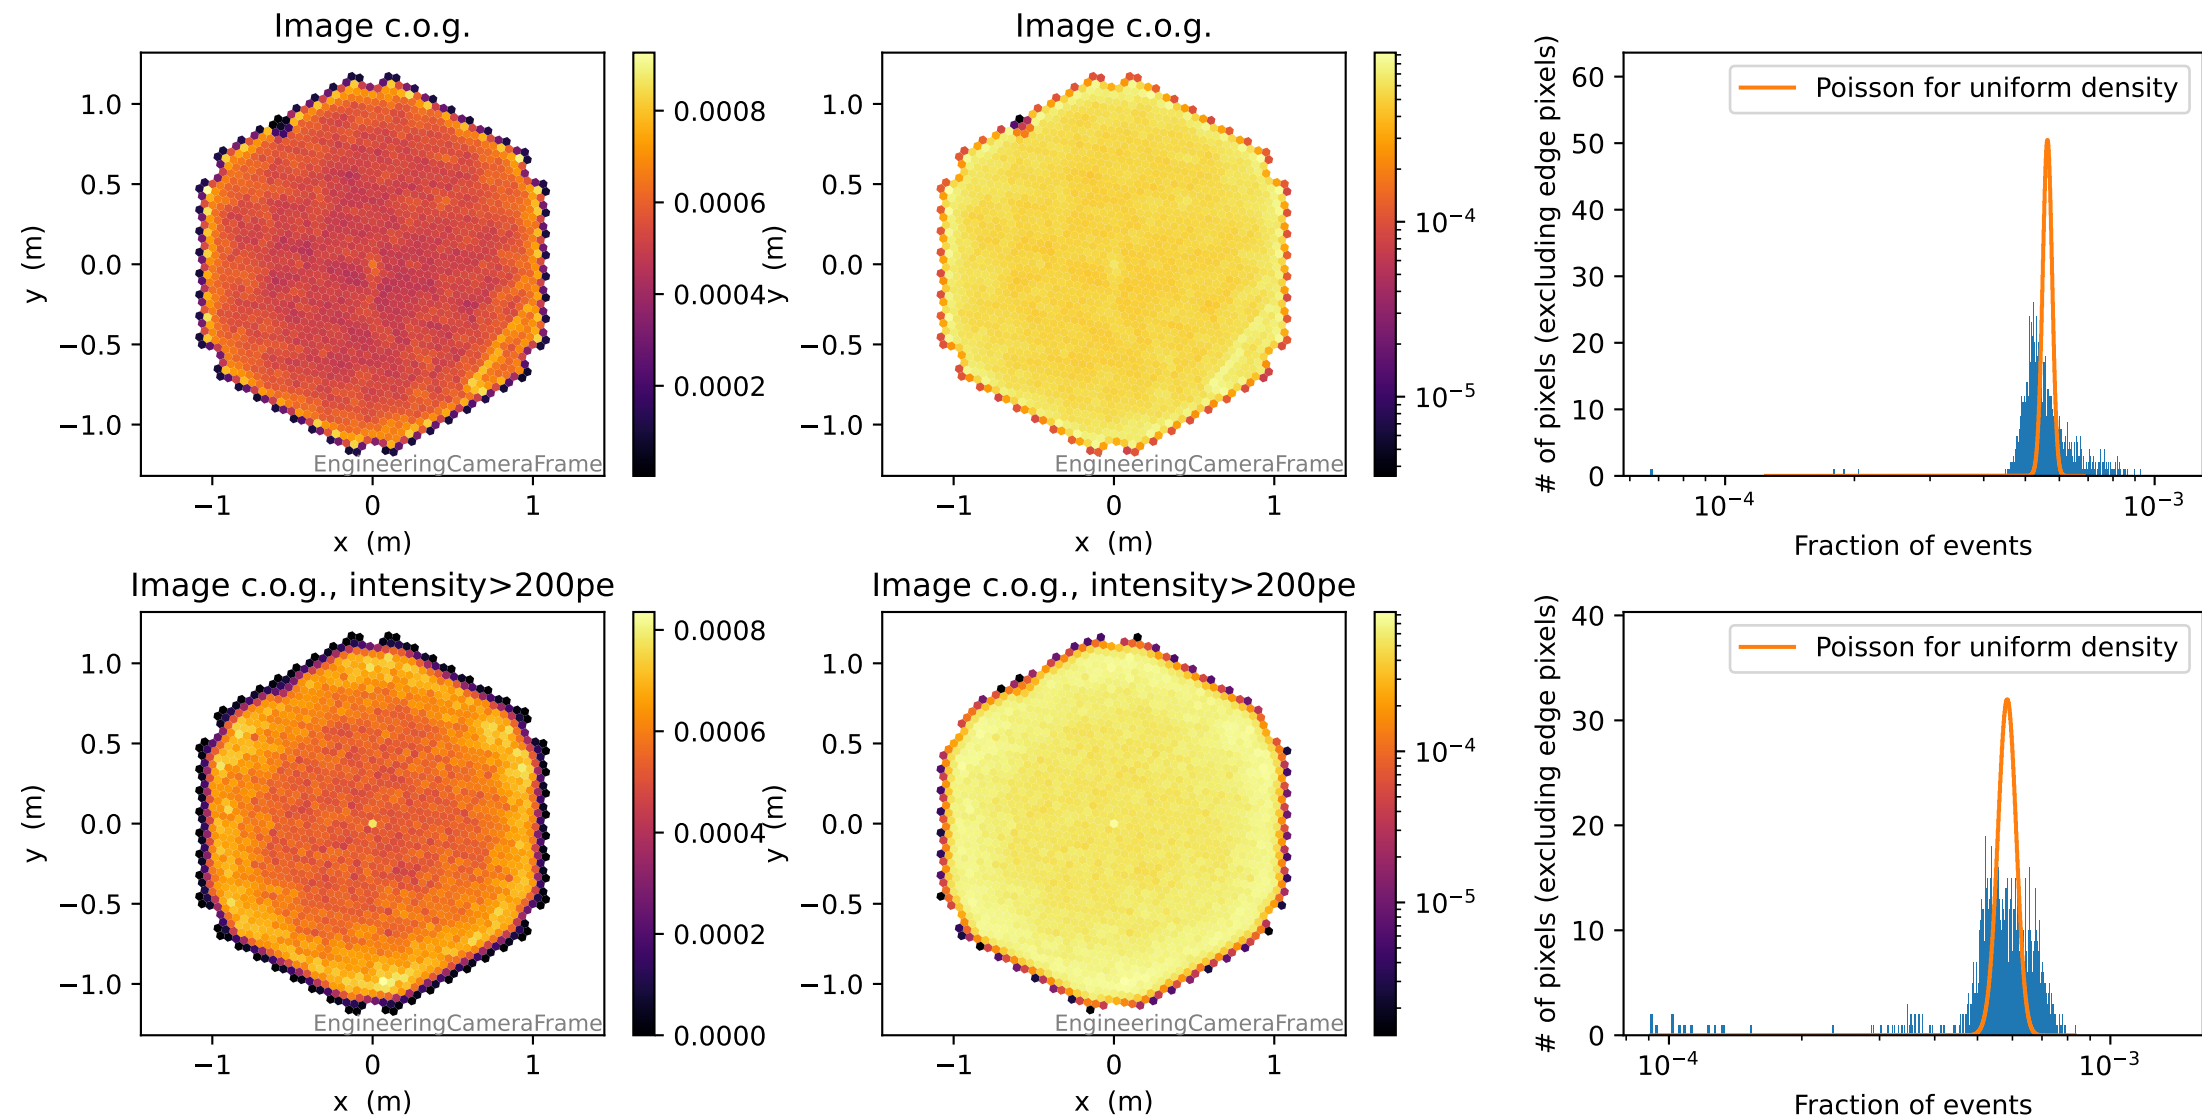 Image c.o.g.
1.0
0.5
0.0
−0.5
−1.0
y (m)
−1
0
1
x (m)
EngineeringCameraFrame
0.0008
0.0006
0.0004
0.0002
Image c.o.g.
1.0
0.5
0.0
−0.5
−1.0
y (m)
−1
0
1
x (m)
EngineeringCameraFrame
10−4
10−5
# of pixels (excluding edge pixels)
60
50
40
30
20
10
0
Poisson for uniform density
10−4
10−3
Fraction of events
Image c.o.g., intensity>200pe
1.0
0.5
0.0
−0.5
−1.0
y (m)
−1
0
1
x (m)
EngineeringCameraFrame
0.0008
0.0006
0.0004
0.0002
0.0000
Image c.o.g., intensity>200pe
1.0
0.5
0.0
−0.5
−1.0
y (m)
−1
0
1
x (m)
EngineeringCameraFrame
10−4
10−5
# of pixels (excluding edge pixels)
40
30
20
10
0
Poisson for uniform density
10−4
10−3
Fraction of events